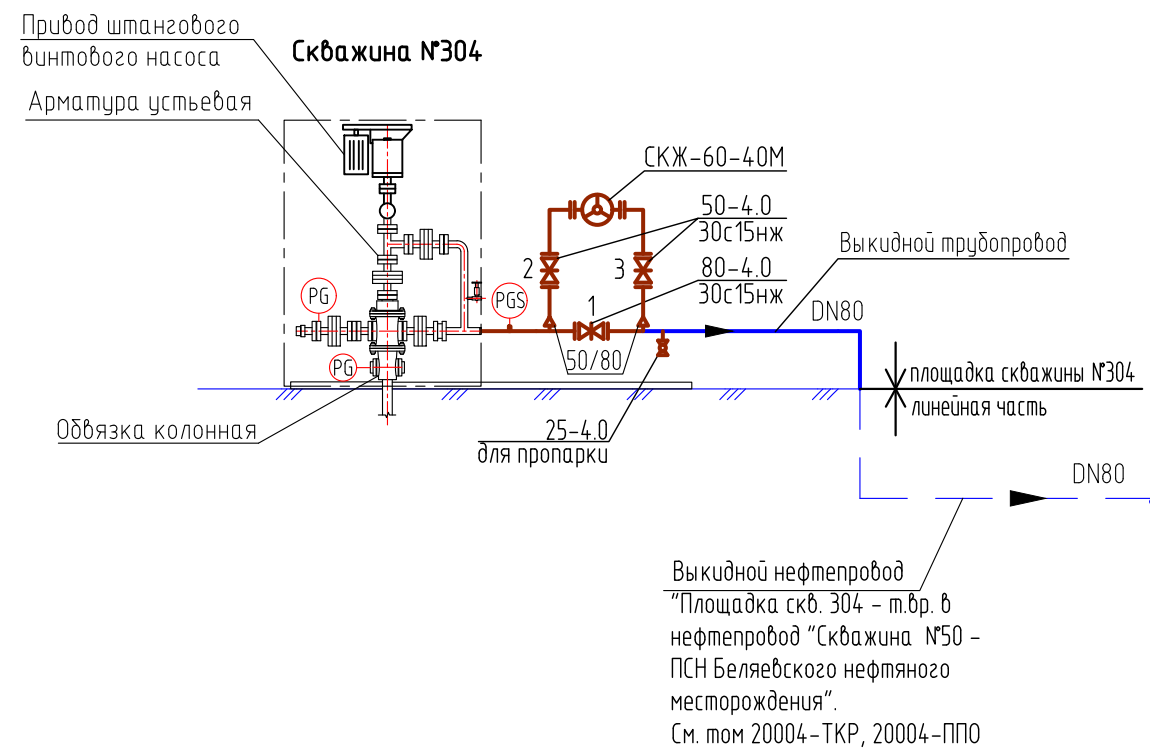 Привод штангового
винтового насоса
Скважина №304
Арматура устьевая
СКЖ-60-40М
50-4.0
30с15нж
Выкидной трубопровод
2
3
80-4.0
30с15нж
PG
PGS
1
DN80
50/80
PG
площадка скважины №304
линейная часть
Обвязка колонная
25-4.0
для пропарки
DN80
Выкидной нефтепровод
"Площадка скв. 304 - т.вр. в
нефтепровод "Скважина №50 -
ПСН Беляевского нефтяного
месторождения".
См. том 20004-ТКР, 20004-ППО